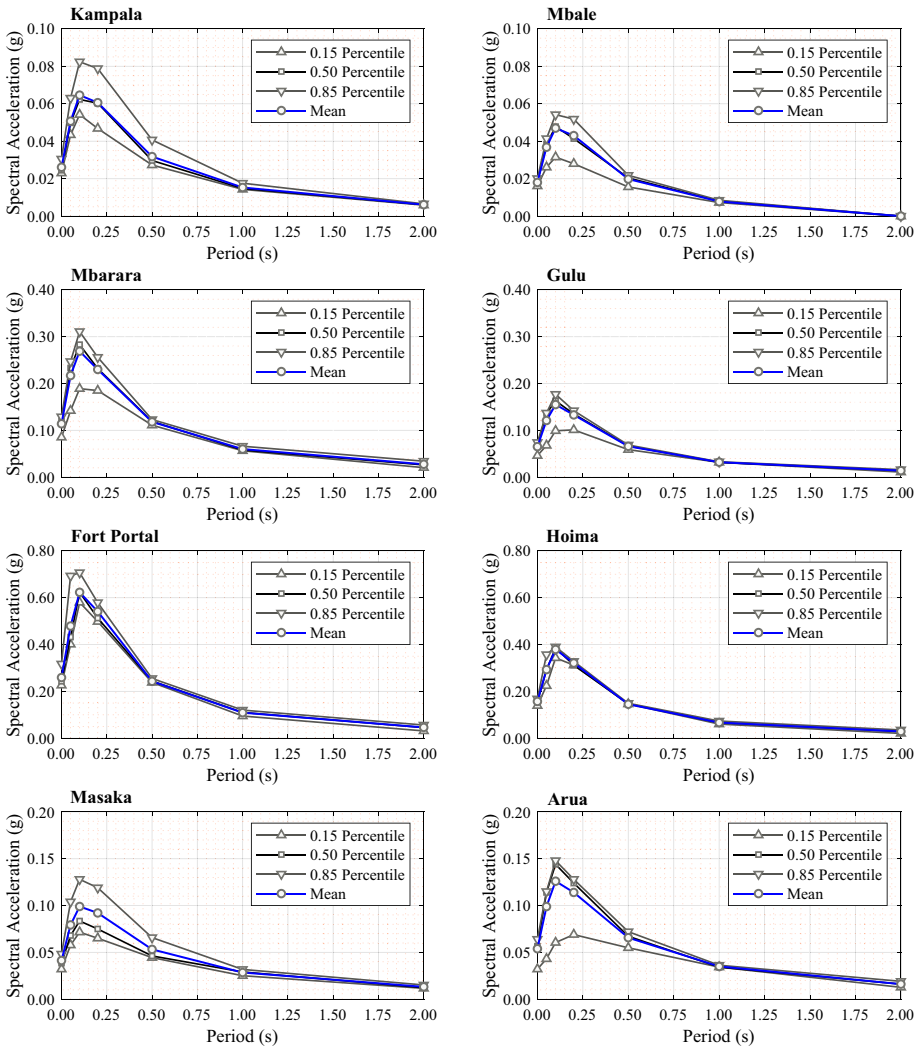 Kampala
Spectral Acceleration (g)
0.10
0.08
0.06
0.04
0.02
0.00
0.15 Percentile
0.50 Percentile
0.85 Percentile
Mean
0.00 0.25 0.50 0.75 1.00 1.25 1.50 1.75 2.00
Period (s)
Mbale
Spectral Acceleration (g)
0.10
0.08
0.06
0.04
0.02
0.00
0.15 Percentile
0.50 Percentile
0.85 Percentile
Mean
0.00 0.25 0.50 0.75 1.00 1.25 1.50 1.75 2.00
Period (s)
Mbarara
Spectral Acceleration (g)
0.40
0.30
0.20
0.10
0.00
0.15 Percentile
0.50 Percentile
0.85 Percentile
Mean
0.00 0.25 0.50 0.75 1.00 1.25 1.50 1.75 2.00
Period (s)
Gulu
Spectral Acceleration (g)
0.40
0.30
0.20
0.10
0.00
0.15 Percentile
0.50 Percentile
0.85 Percentile
Mean
0.00 0.25 0.50 0.75 1.00 1.25 1.50 1.75 2.00
Period (s)
Fort Portal
Spectral Acceleration (g)
0.80
0.60
0.40
0.20
0.00
0.15 Percentile
0.50 Percentile
0.85 Percentile
Mean
0.00 0.25 0.50 0.75 1.00 1.25 1.50 1.75 2.00
Period (s)
Hoima
Spectral Acceleration (g)
0.80
0.60
0.40
0.20
0.00
0.15 Percentile
0.50 Percentile
0.85 Percentile
Mean
0.00 0.25 0.50 0.75 1.00 1.25 1.50 1.75 2.00
Period (s)
Masaka
Spectral Acceleration (g)
0.20
0.15
0.10
0.05
0.00
0.15 Percentile
0.50 Percentile
0.85 Percentile
Mean
0.00 0.25 0.50 0.75 1.00 1.25 1.50 1.75 2.00
Period (s)
Arua
Spectral Acceleration (g)
0.20
0.15
0.10
0.05
0.00
0.15 Percentile
0.50 Percentile
0.85 Percentile
Mean
0.00 0.25 0.50 0.75 1.00 1.25 1.50 1.75 2.00
Period (s)